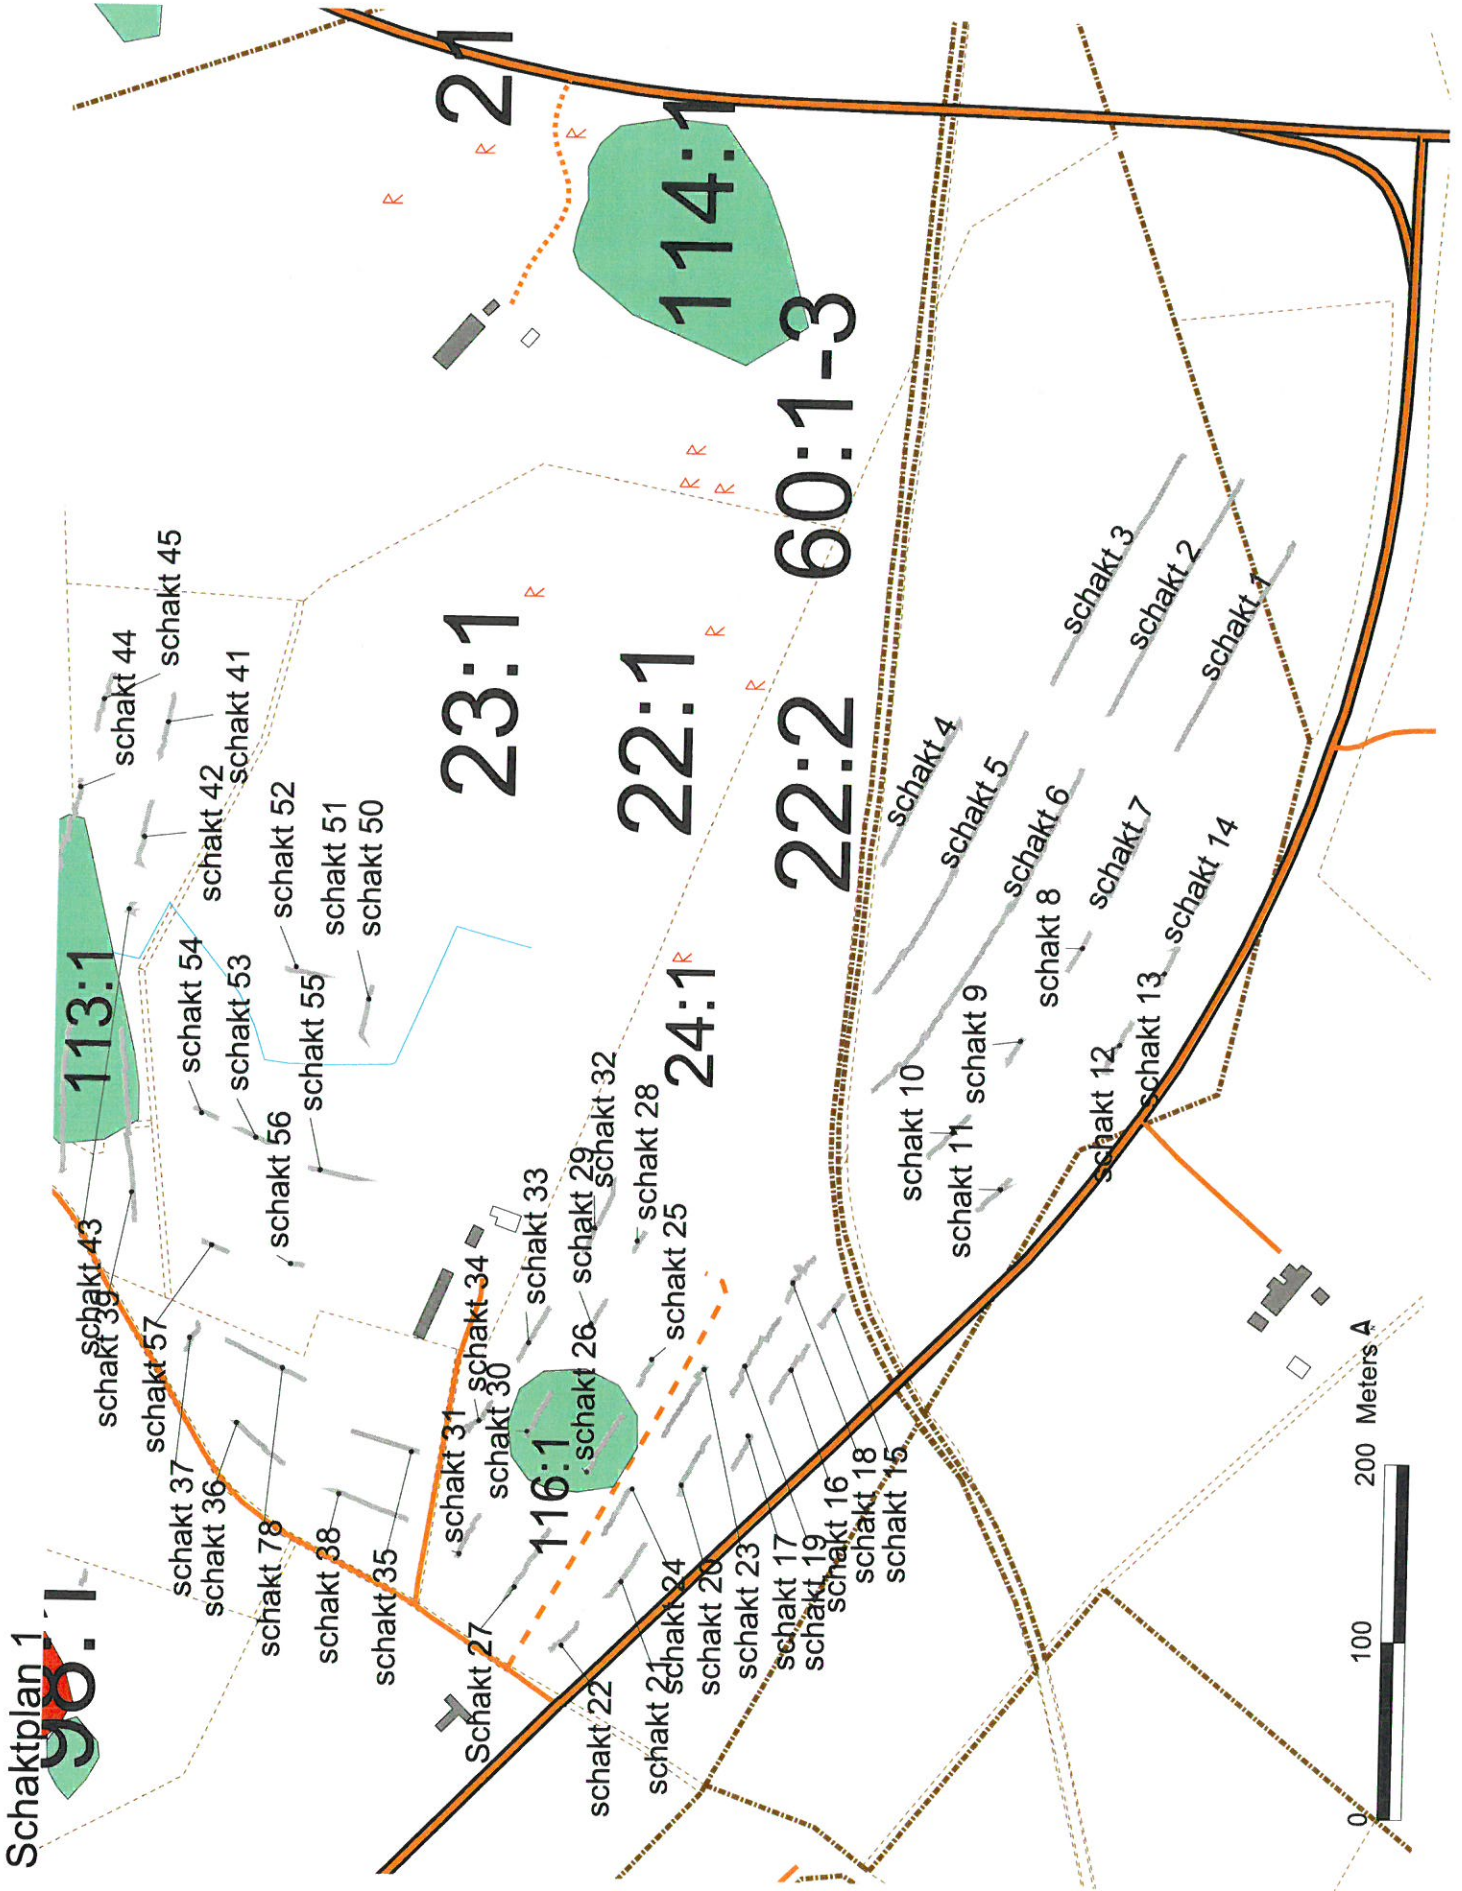 Schaktplan 1
98:1
113:1
21
114:1
60:1-3
23:1
22:1
22:2
24:1
116:1
schakt 45
schakt 44
schakt 41
schakt 42
schakt 52
schakt 51
schakt 50
schakt 54
schakt 53
schakt 55
schakt 56
schakt 43
schakt 39
schakt 57
schakt 37
schakt 36
schakt 78
schakt 38
schakt 35
schakt 34
schakt 33
schakt 32
schakt 29
schakt 28
schakt 25
schakt 26
schakt 30
schakt 31
Schakt 27
schakt 22
schakt 21
schakt 24
schakt 20
schakt 23
schakt 17
schakt 19
schakt 16
schakt 18
schakt 15
schakt 3
schakt 2
schakt 1
schakt 4
schakt 5
schakt 6
schakt 7
schakt 14
schakt 8
schakt 9
schakt 10
schakt 11
schakt 12
schakt 13
R
R
R
R
R
R
R
R
R
R
0 100 200 Meters